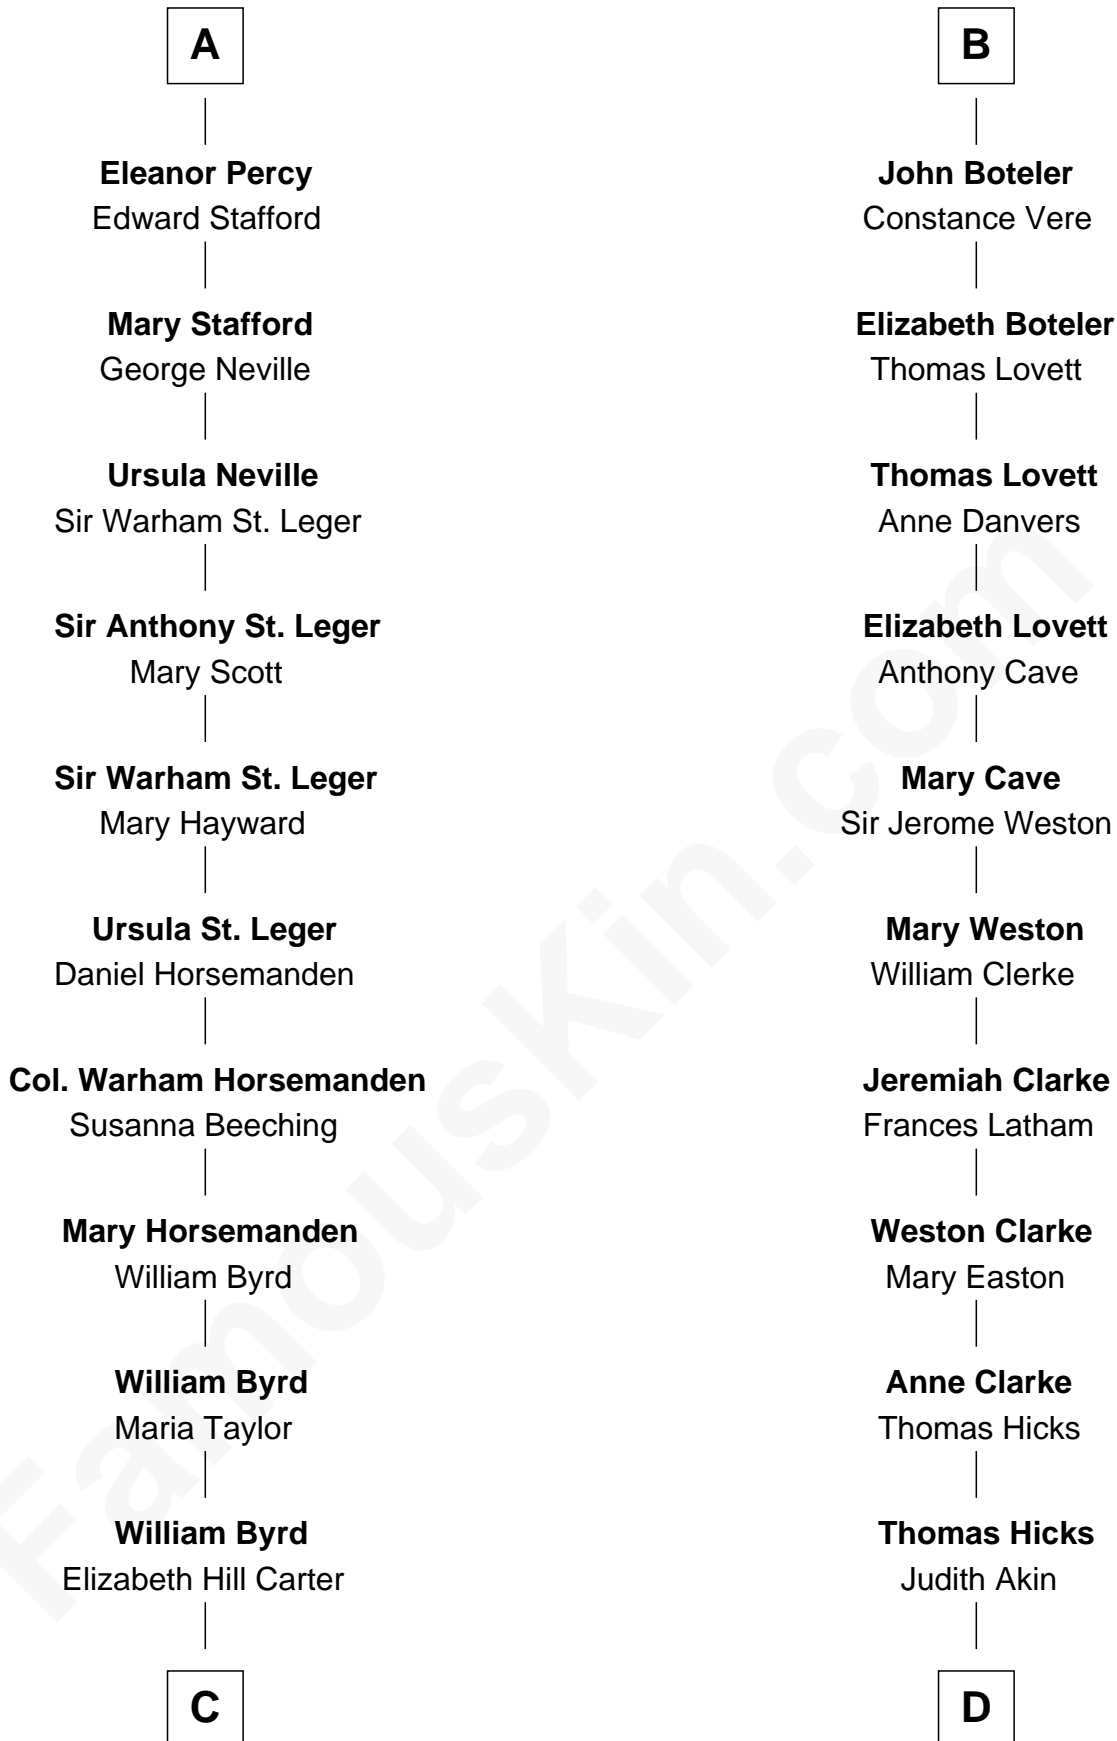 A
Eleanor Percy
Edward Stafford
Mary Stafford
George Neville
Ursula Neville
Sir Warham St. Leger
Sir Anthony St. Leger
Mary Scott
Sir Warham St. Leger
Mary Hayward
Ursula St. Leger
Daniel Horsemanden
Col. Warham Horsemanden
Susanna Beeching
Mary Horsemanden
William Byrd
William Byrd
Maria Taylor
William Byrd
Elizabeth Hill Carter
C
B
John Boteler
Constance Vere
Elizabeth Boteler
Thomas Lovett
Thomas Lovett
Anne Danvers
Elizabeth Lovett
Anthony Cave
Mary Cave
Sir Jerome Weston
Mary Weston
William Clerke
Jeremiah Clarke
Frances Latham
Weston Clarke
Mary Easton
Anne Clarke
Thomas Hicks
Thomas Hicks
Judith Akin
D
FamousKin.com